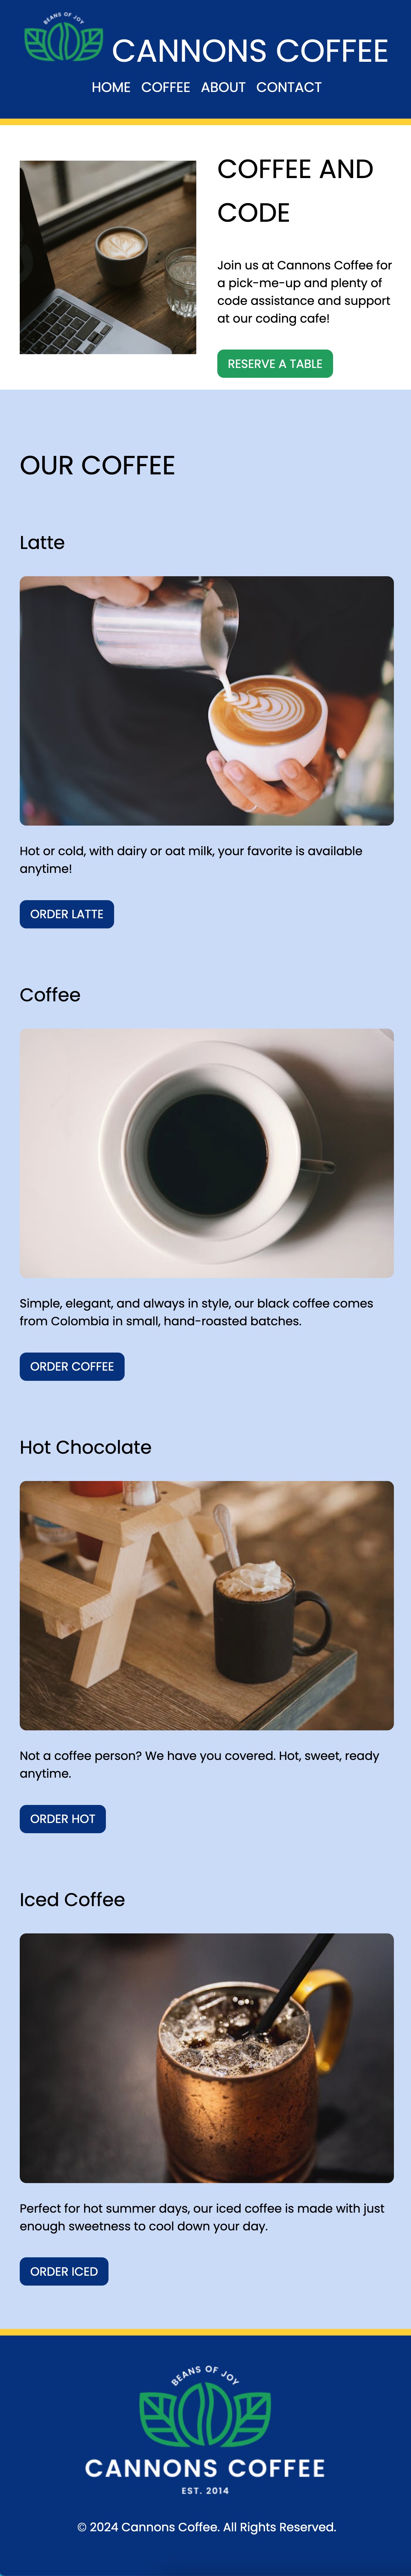 BEANS OF JOY
CANNONS COFFEE
HOME COFFEE ABOUT CONTACT
COFFEE AND
CODE
Join us at Cannons Coffee for
a pick-me-up and plenty of
code assistance and support
at our coding cafe!
RESERVE A TABLE
OUR COFFEE
Latte
Hot or cold, with dairy or oat milk, your favorite is available
anytime!
ORDER LATTE
Coffee
Simple, elegant, and always in style, our black coffee comes
from Colombia in small, hand-roasted batches.
ORDER COFFEE
Hot Chocolate
Not a coffee person? We have you covered. Hot, sweet, ready
anytime.
ORDER HOT
Iced Coffee
Perfect for hot summer days, our iced coffee is made with just
enough sweetness to cool down your day.
ORDER ICED
BEANS OF JOY
CANNONS COFFEE
EST. 2014
© 2024 Cannons Coffee. All Rights Reserved.